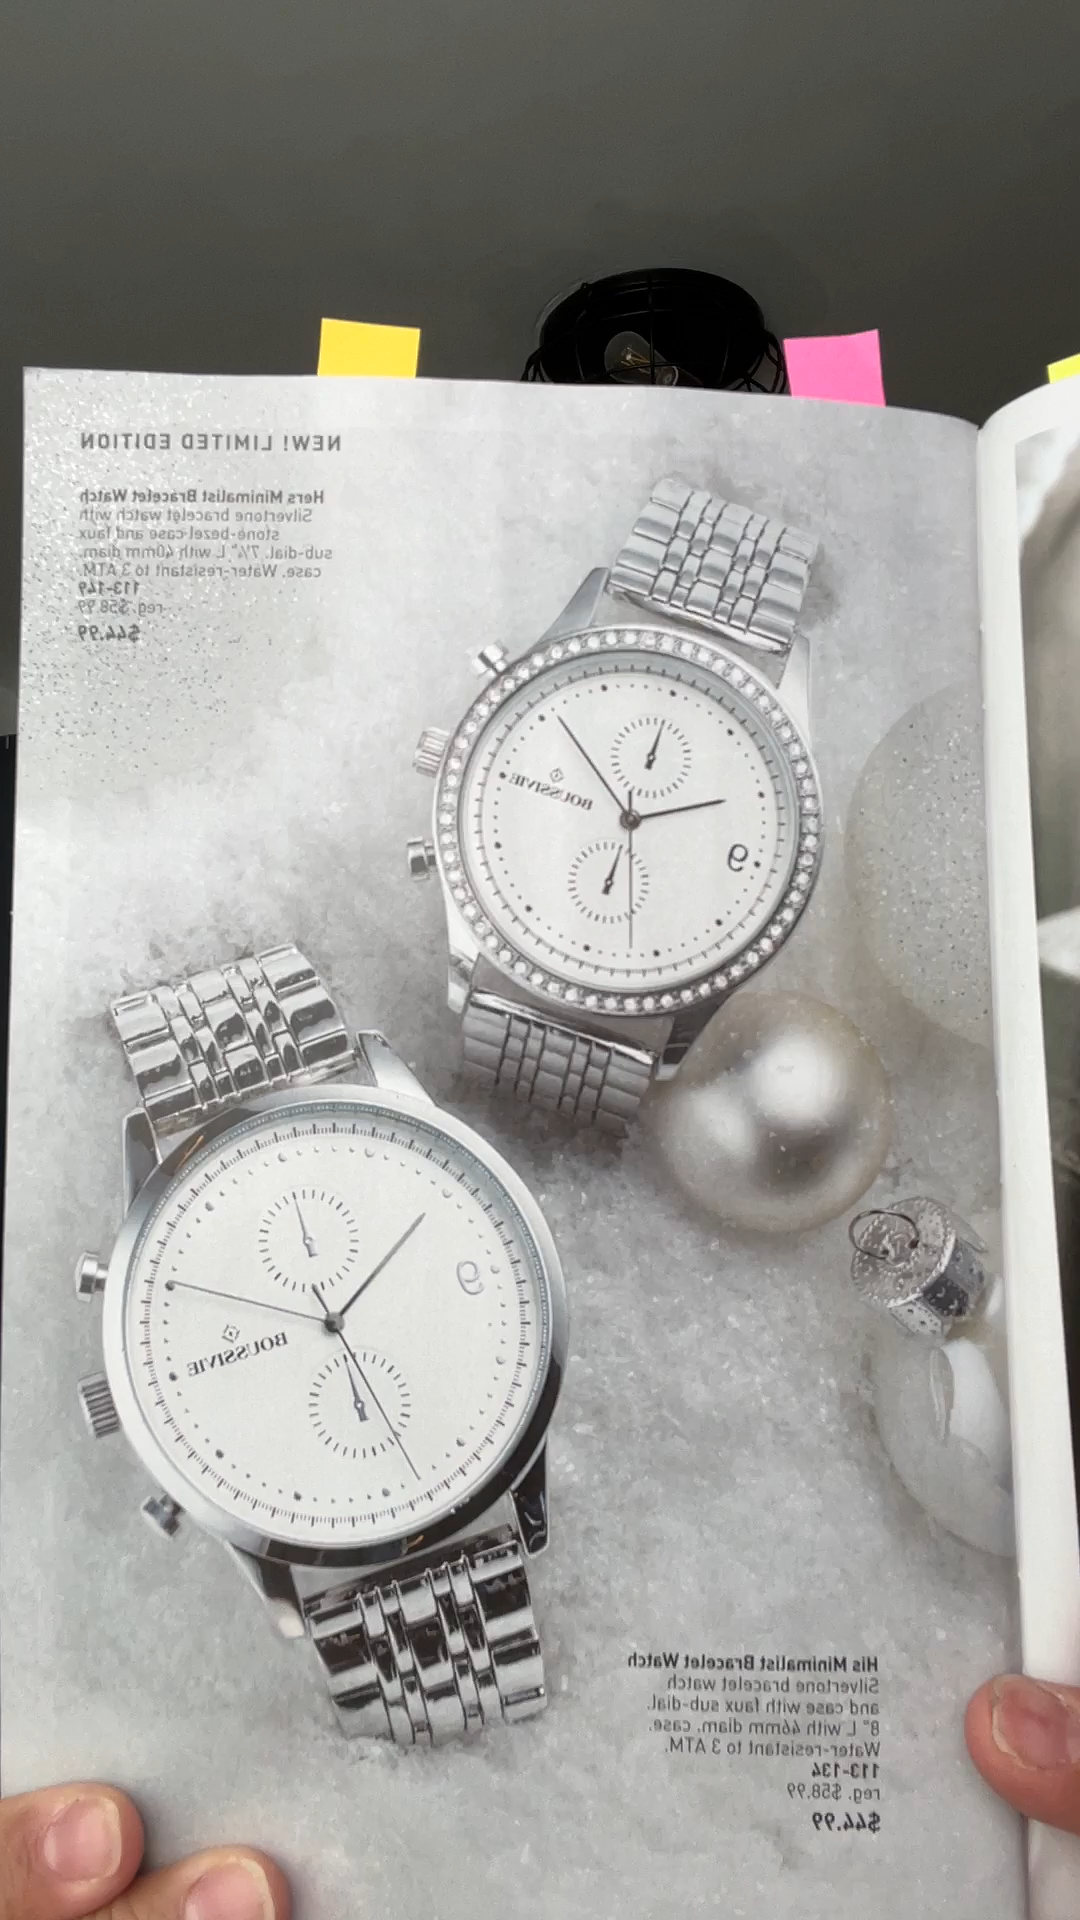 NEW! LIMITED EDITION
Hers Minimalist Bracelet Watch
Silvertone bracelet watch with
stone-bezel-case and faux
sub-dial. 7¼" L with 40mm diam.
case. Water-resistant to 3 ATM.
113-149
reg. $58.99
$44.99
BOUSSIVIE
9
9
BOUSSIVIE
His Minimalist Bracelet Watch
Silvertone bracelet watch
and case with faux sub-dial.
8" L with 46mm diam. case.
Water-resistant to 3 ATM.
113-134
reg. $58.99
$44.99